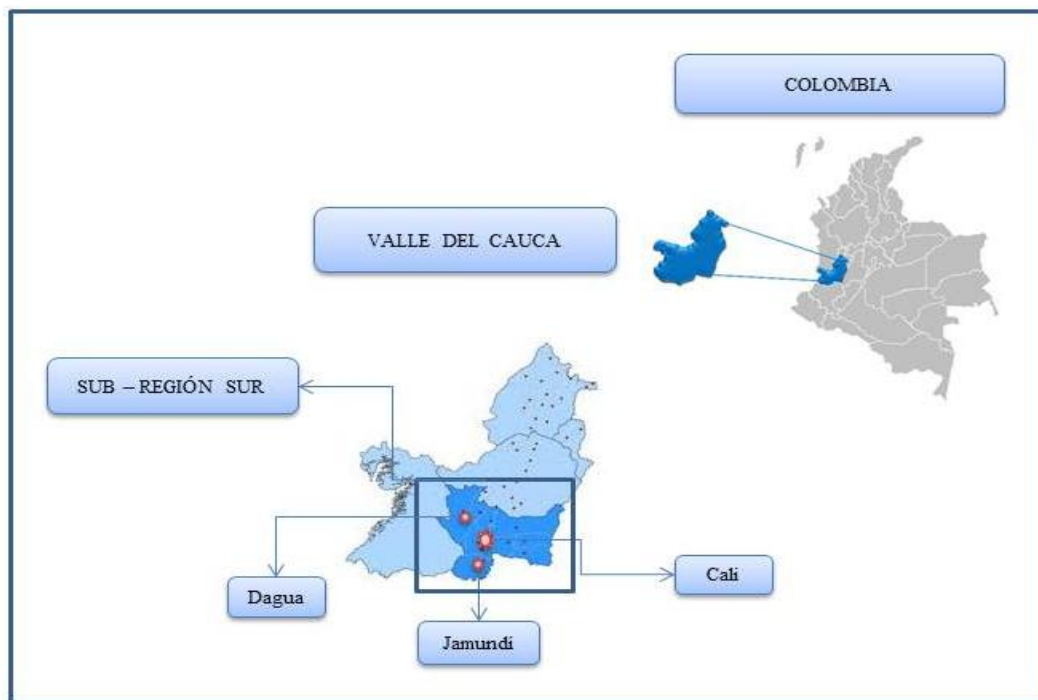 COLOMBIA
VALLE DEL CAUCA
SUB – REGIÓN SUR
Dagua
Cali
Jamundí